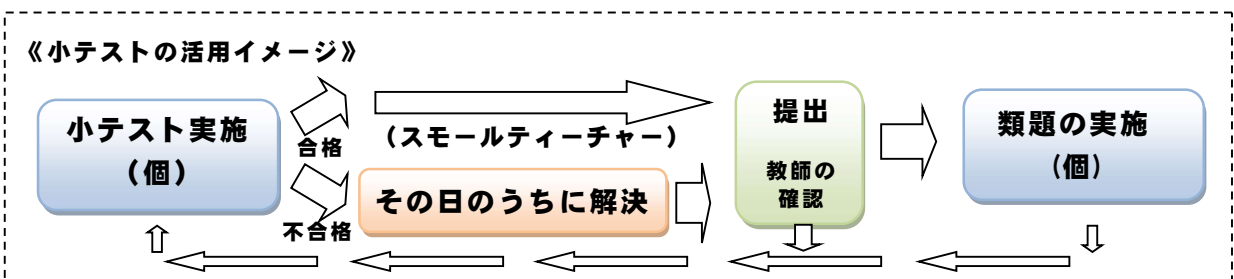 《小テストの活用イメージ》
小テスト実施
（個）
合格
不合格
（スモールティーチャー）
その日のうちに解決
提出
教師の
確認
類題の実施
（個）